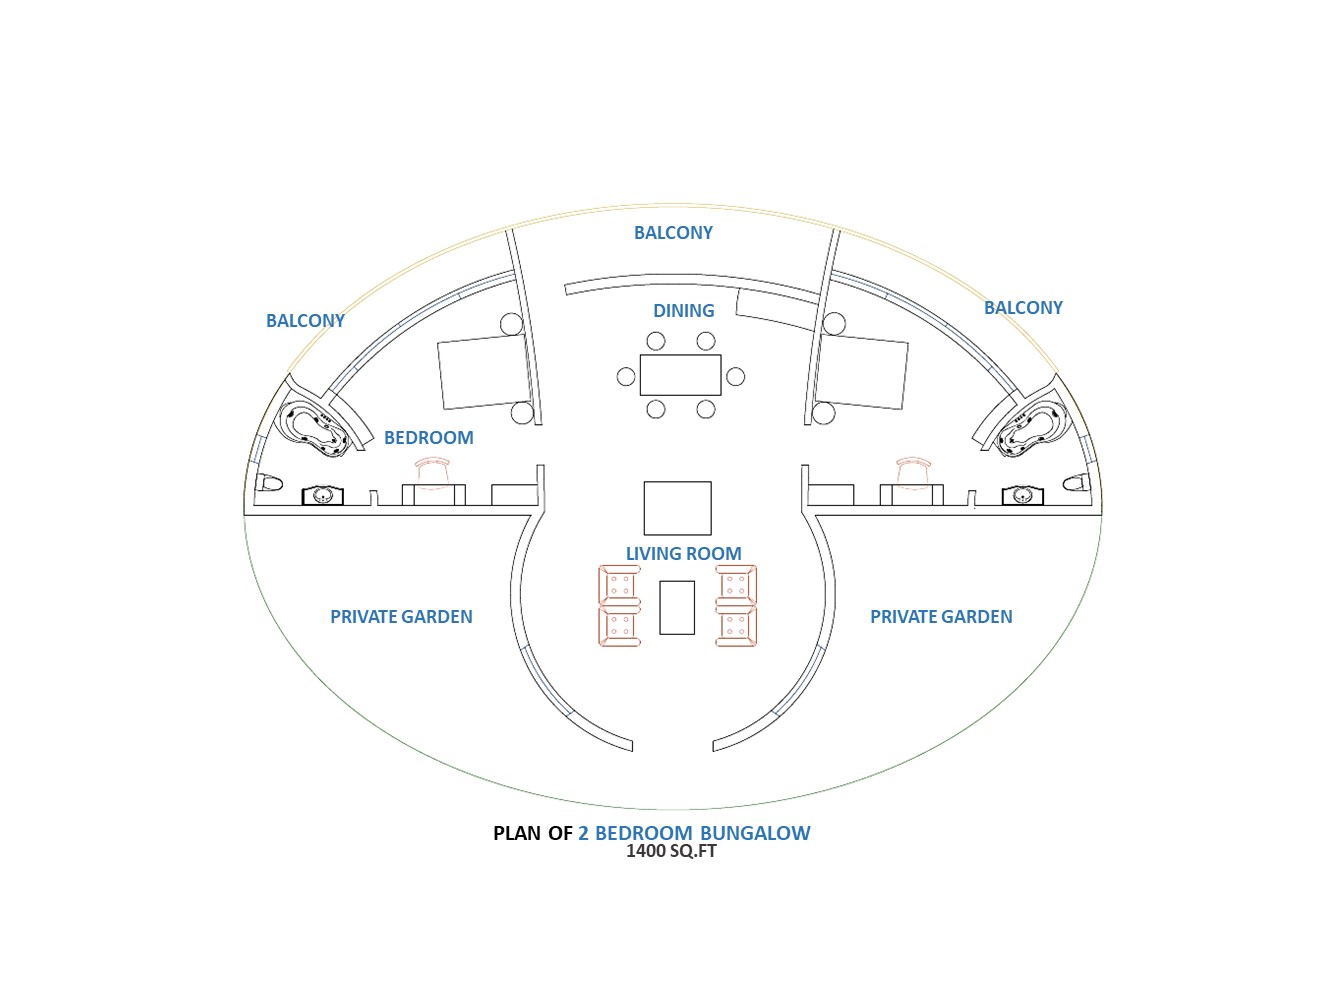 BALCONY
BALCONY
DINING
BALCONY
BEDROOM
LIVING ROOM
PRIVATE GARDEN
PRIVATE GARDEN
PLAN OF 2 BEDROOM BUNGALOW
1400 SQ.FT